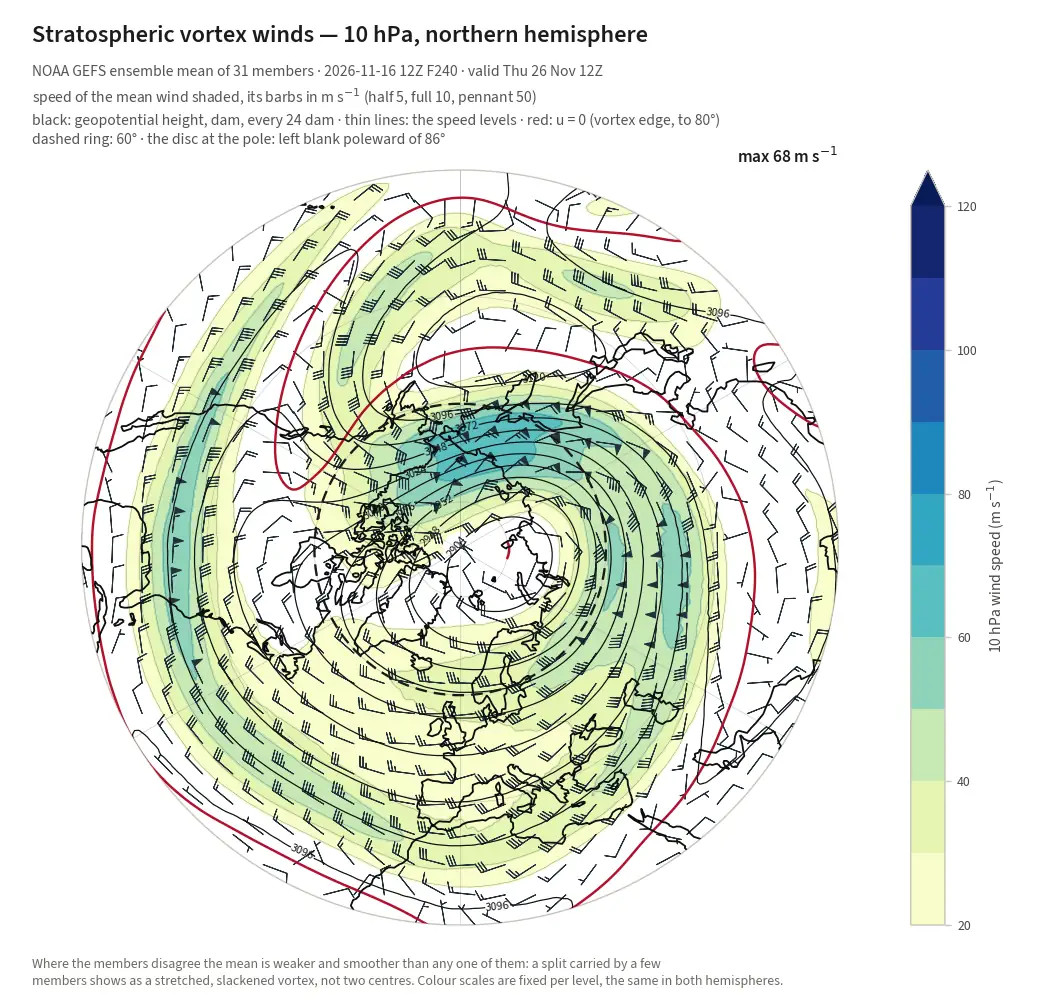 Stratospheric vortex winds — 10 hPa, northern hemisphere
NOAA GEFS ensemble mean of 31 members · 2026-11-16 12Z F240 · valid Thu 26 Nov 12Z
speed of the mean wind shaded, its barbs in m s⁻¹ (half 5, full 10, pennant 50)
black: geopotential height, dam, every 24 dam · thin lines: the speed levels · red: u = 0 (vortex edge, to 80°)
dashed ring: 60° · the disc at the pole: left blank poleward of 86°
max 68 m s⁻¹
120
100
80
60
40
20
10 hPa wind speed (m s⁻¹)
3096
3096
2904
3096
3096
Where the members disagree the mean is weaker and smoother than any one of them: a split carried by a few
members shows as a stretched, slackened vortex, not two centres. Colour scales are fixed per level, the same in both hemispheres.